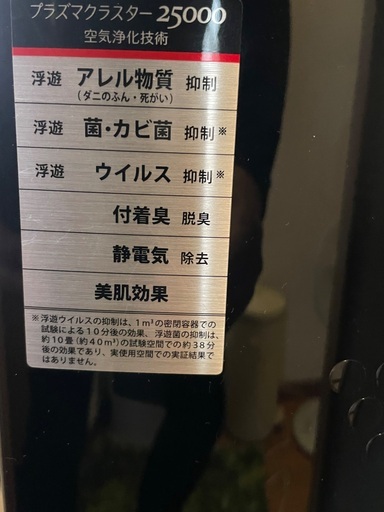 プラズマクラスター 25000
空気浄化技術
浮遊 アレル物質 抑制
(ダニのふん・死がい)
浮遊 菌・カビ菌 抑制※
浮遊 ウイルス 抑制※
付着臭 脱臭
静電気 除去
美肌効果
※浮遊ウイルスの抑制は、1m³の密閉容器での
試験による10分後の効果、浮遊菌の抑制は、
約10畳(約40m³)の試験空間での約38分
後の効果であり、実使用空間での実証結果で
はありません。